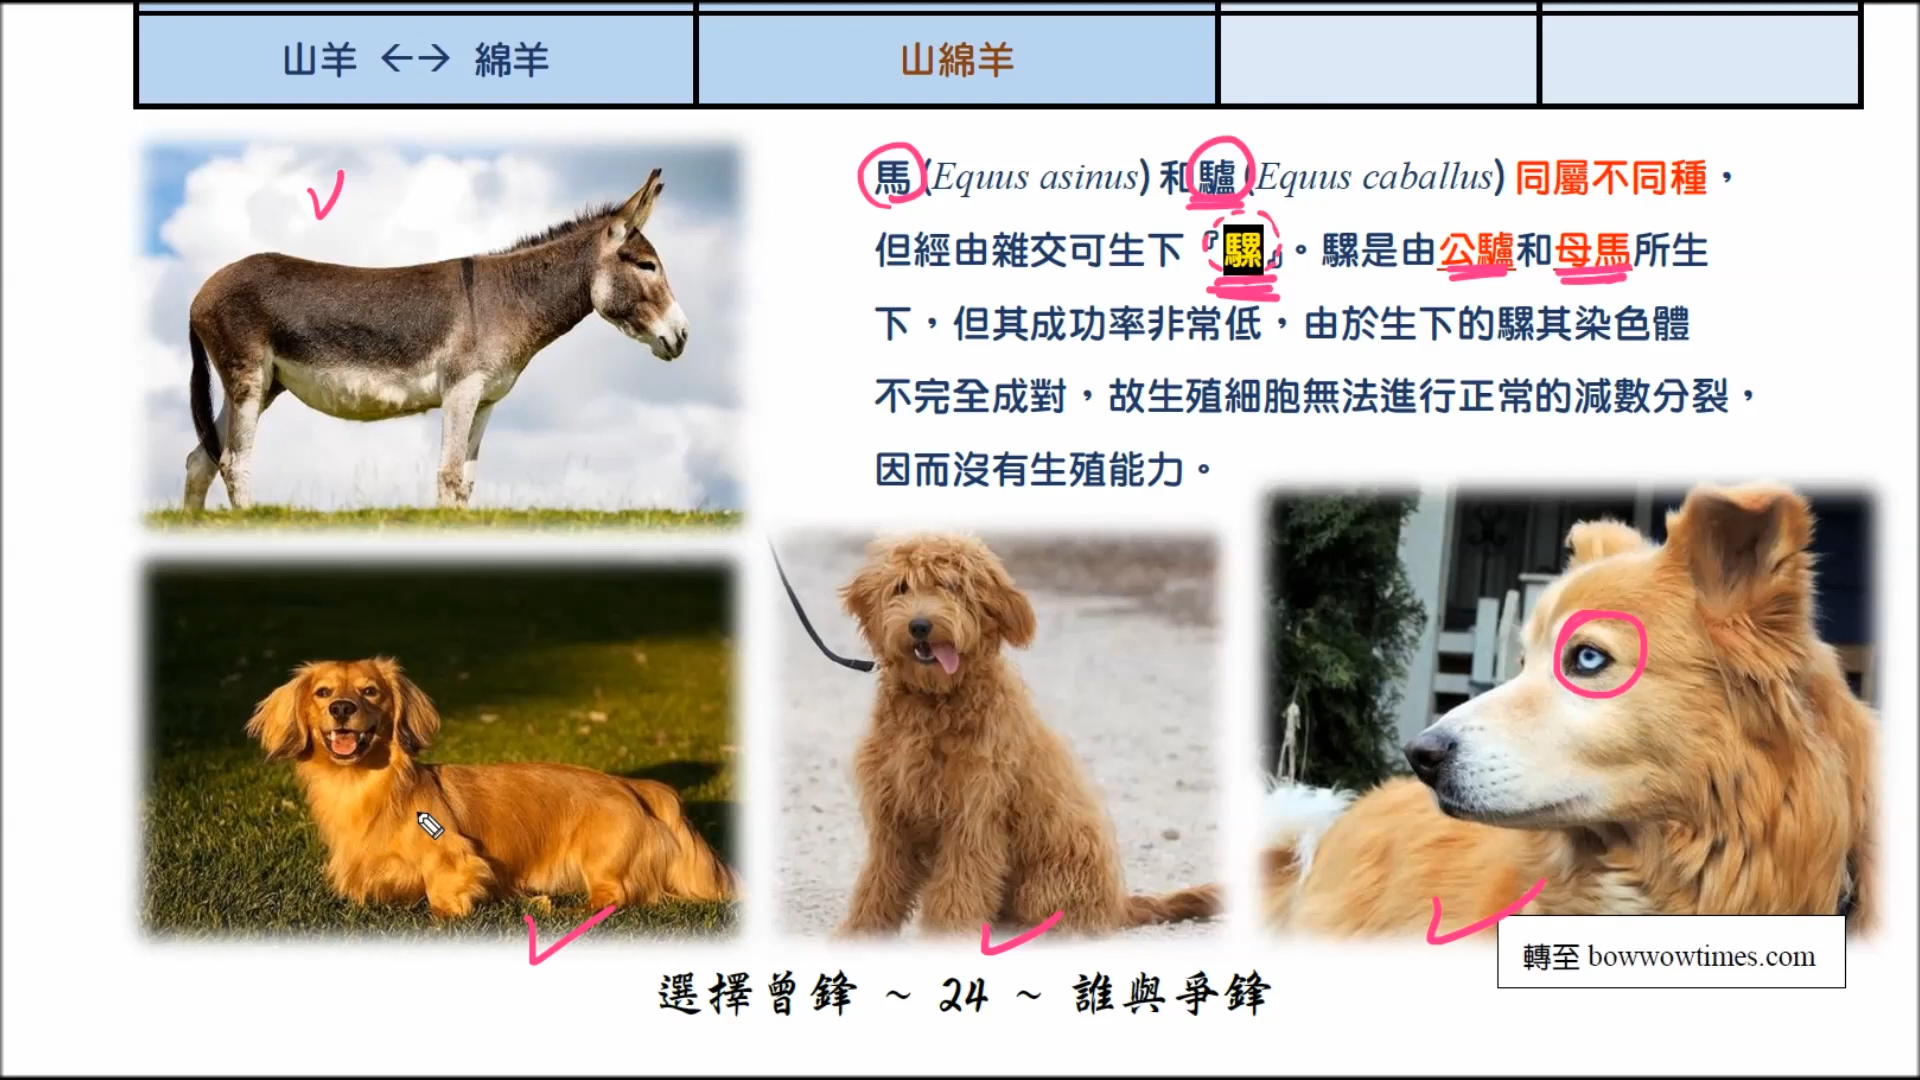 山羊 ←→ 綿羊
山綿羊
馬 (Equus asinus) 和驢 (Equus caballus) 同屬不同種，
但經由雜交可生下『騾』。騾是由公驢和母馬所生
下，但其成功率非常低，由於生下的騾其染色體
不完全成對，故生殖細胞無法進行正常的減數分裂，
因而沒有生殖能力。
轉至 bowwowtimes.com
選擇曾鋒 ~ 24 ~ 誰與爭鋒